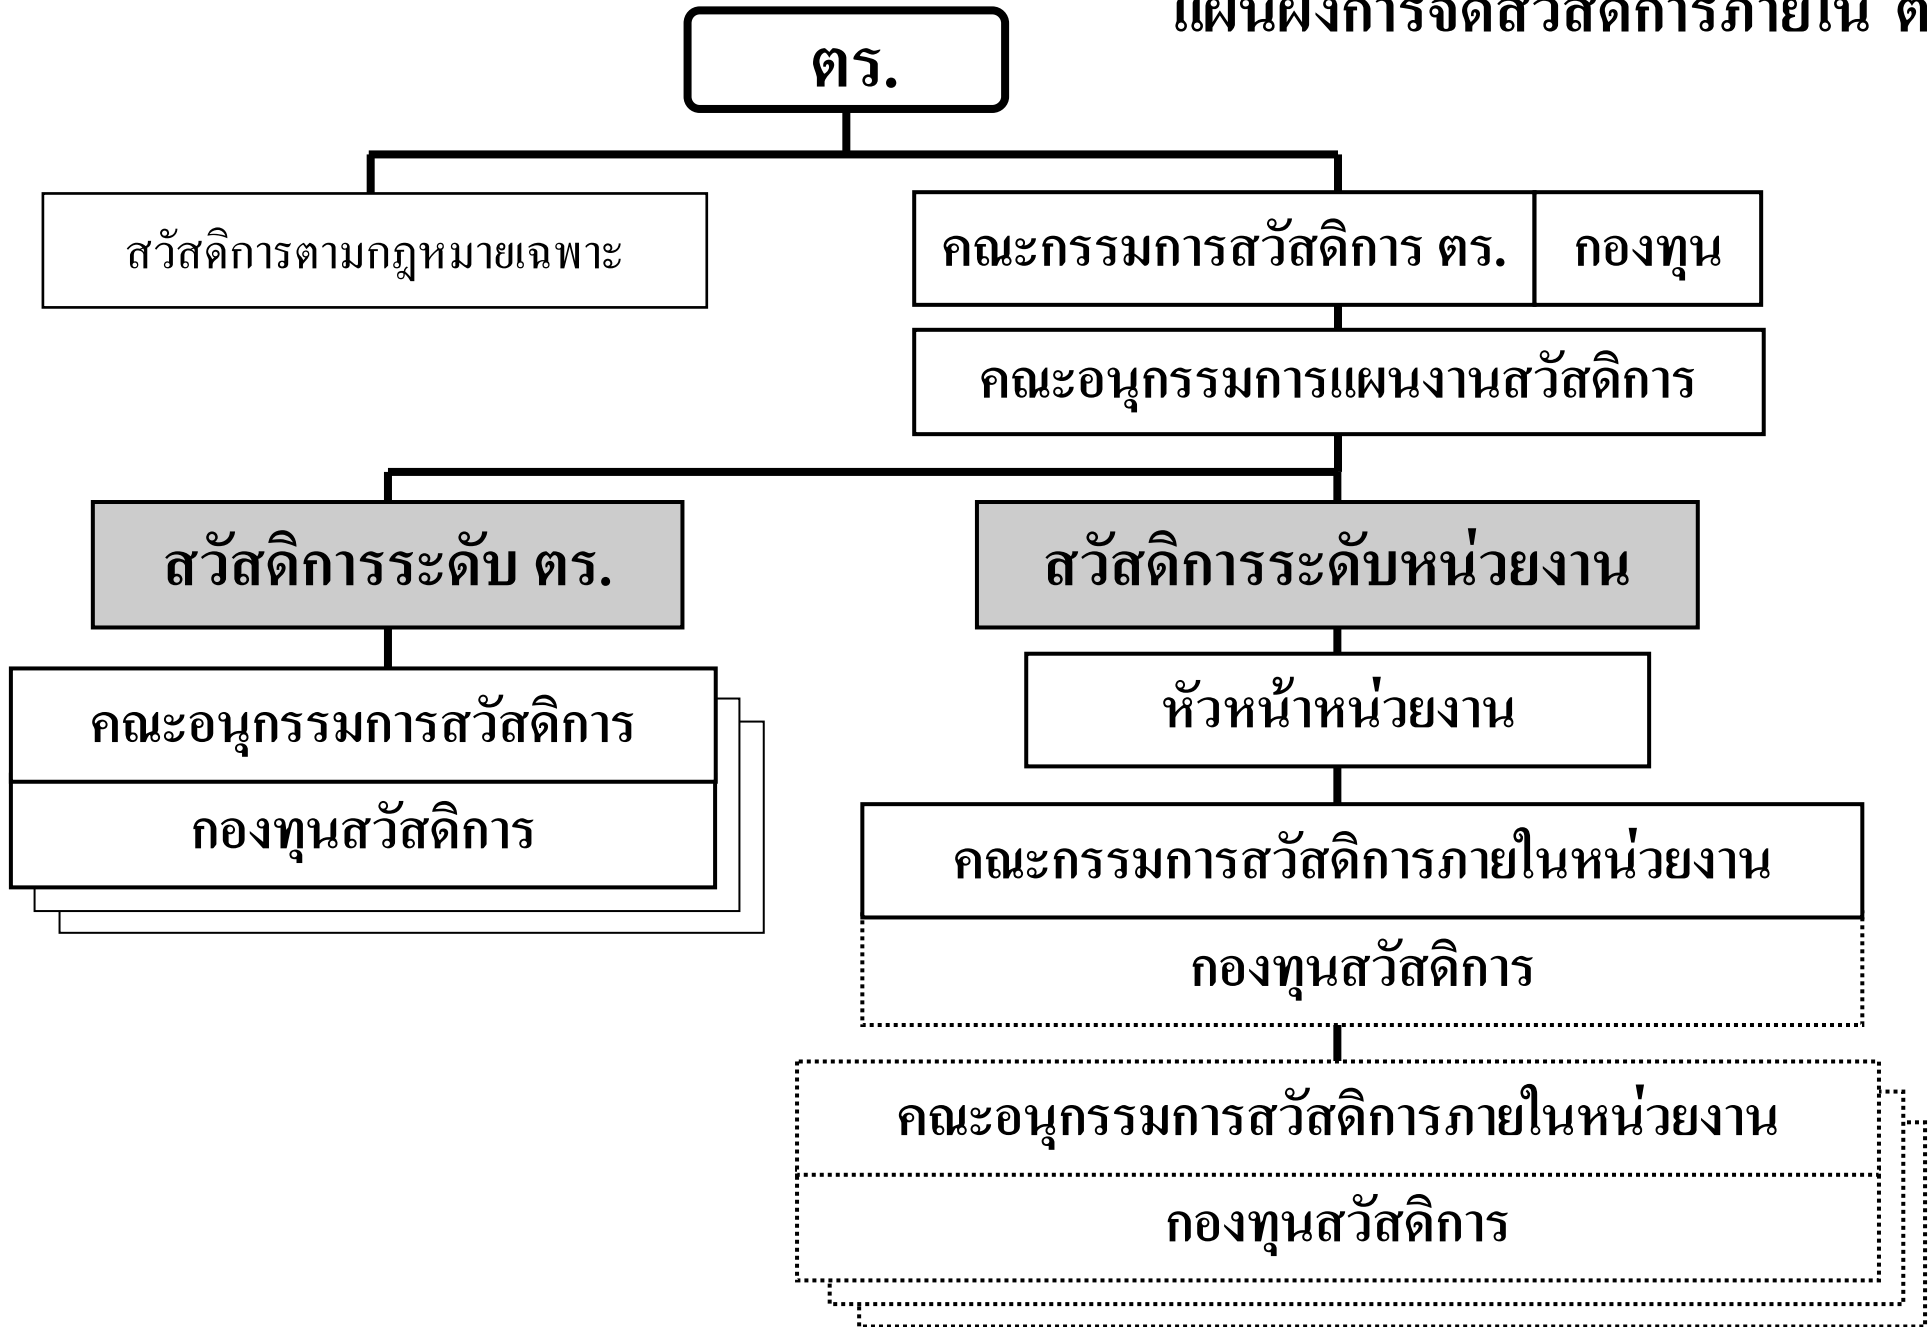 แผนผังการจัดสวัสดิการภายใน ต
ตร.
สวัสดิการตามกฎหมายเฉพาะ
คณะกรรมการสวัสดิการ ตร.
กองทุน
คณะอนุกรรมการแผนงานสวัสดิการ
สวัสดิการระดับ ตร.
สวัสดิการระดับหน่วยงาน
คณะอนุกรรมการสวัสดิการ
กองทุนสวัสดิการ
หัวหน้าหน่วยงาน
คณะกรรมการสวัสดิการภายในหน่วยงาน
กองทุนสวัสดิการ
คณะอนุกรรมการสวัสดิการภายในหน่วยงาน
กองทุนสวัสดิการ